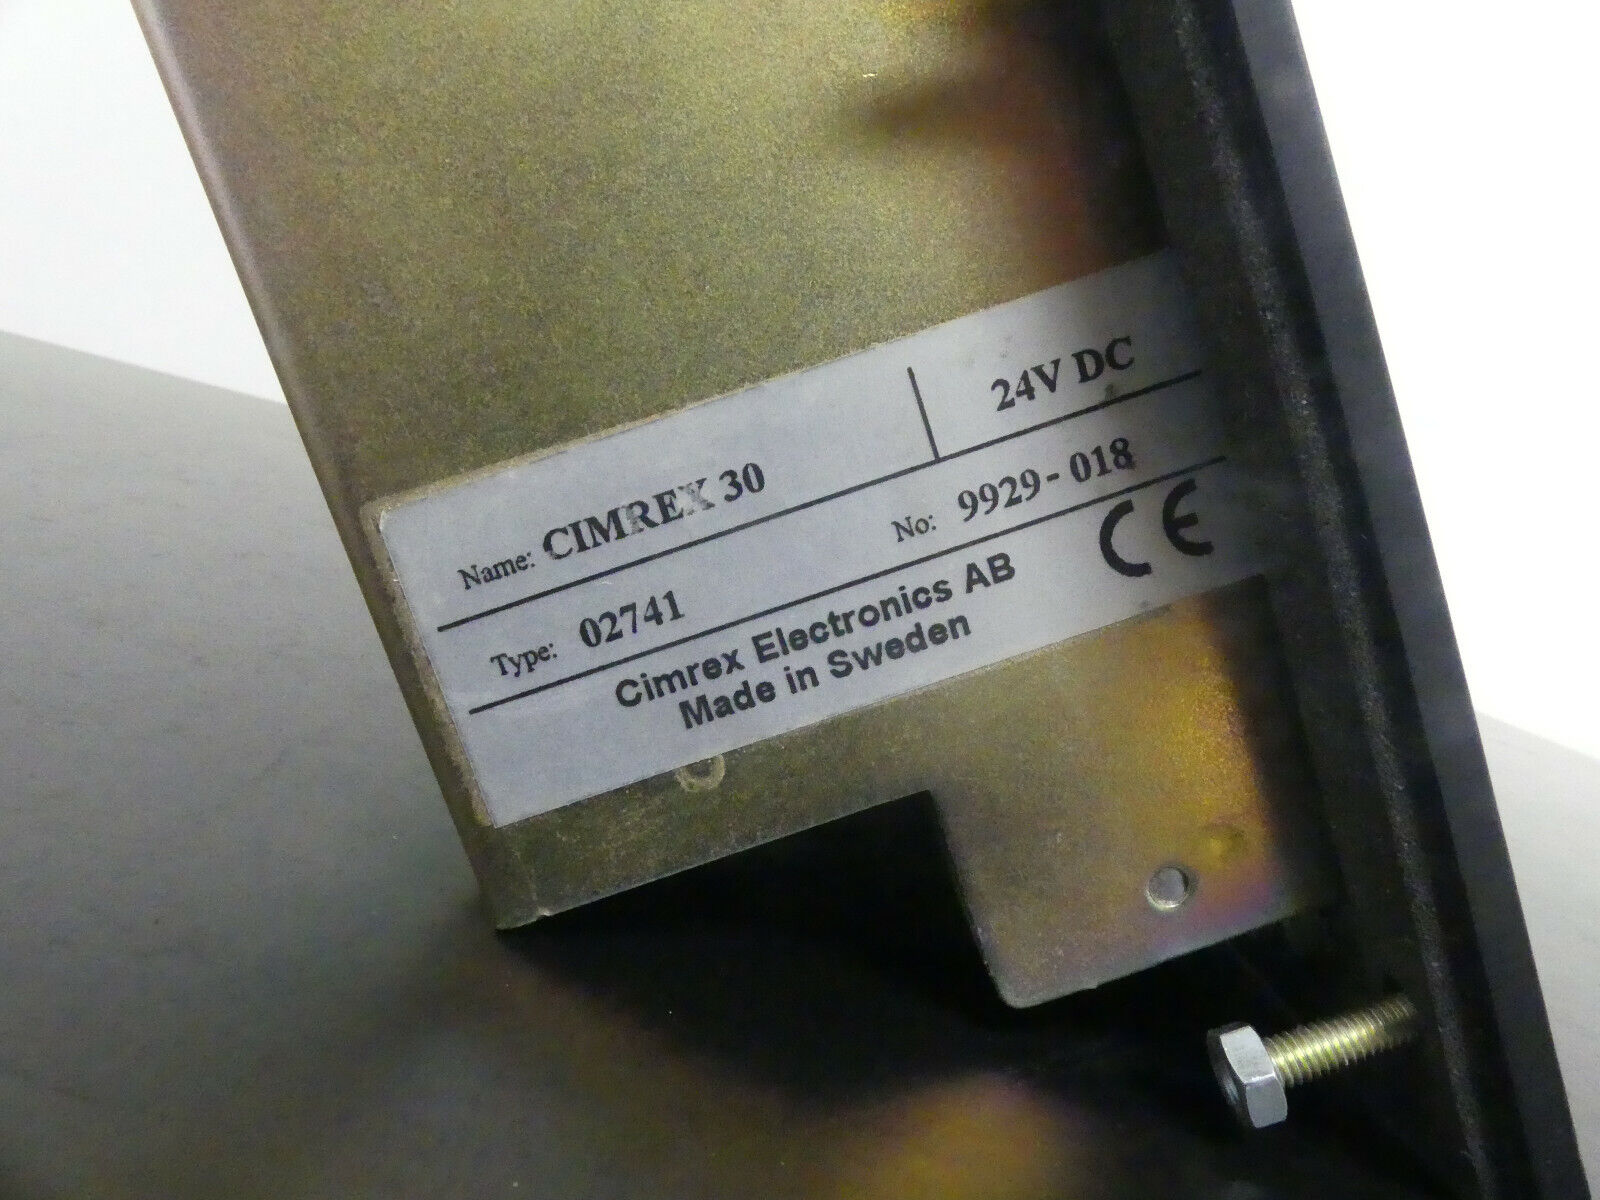 Name: CIMREX 30 24V DC
Type: 02741 No: 9929-018
Cimrex Electronics AB CE
Made in Sweden